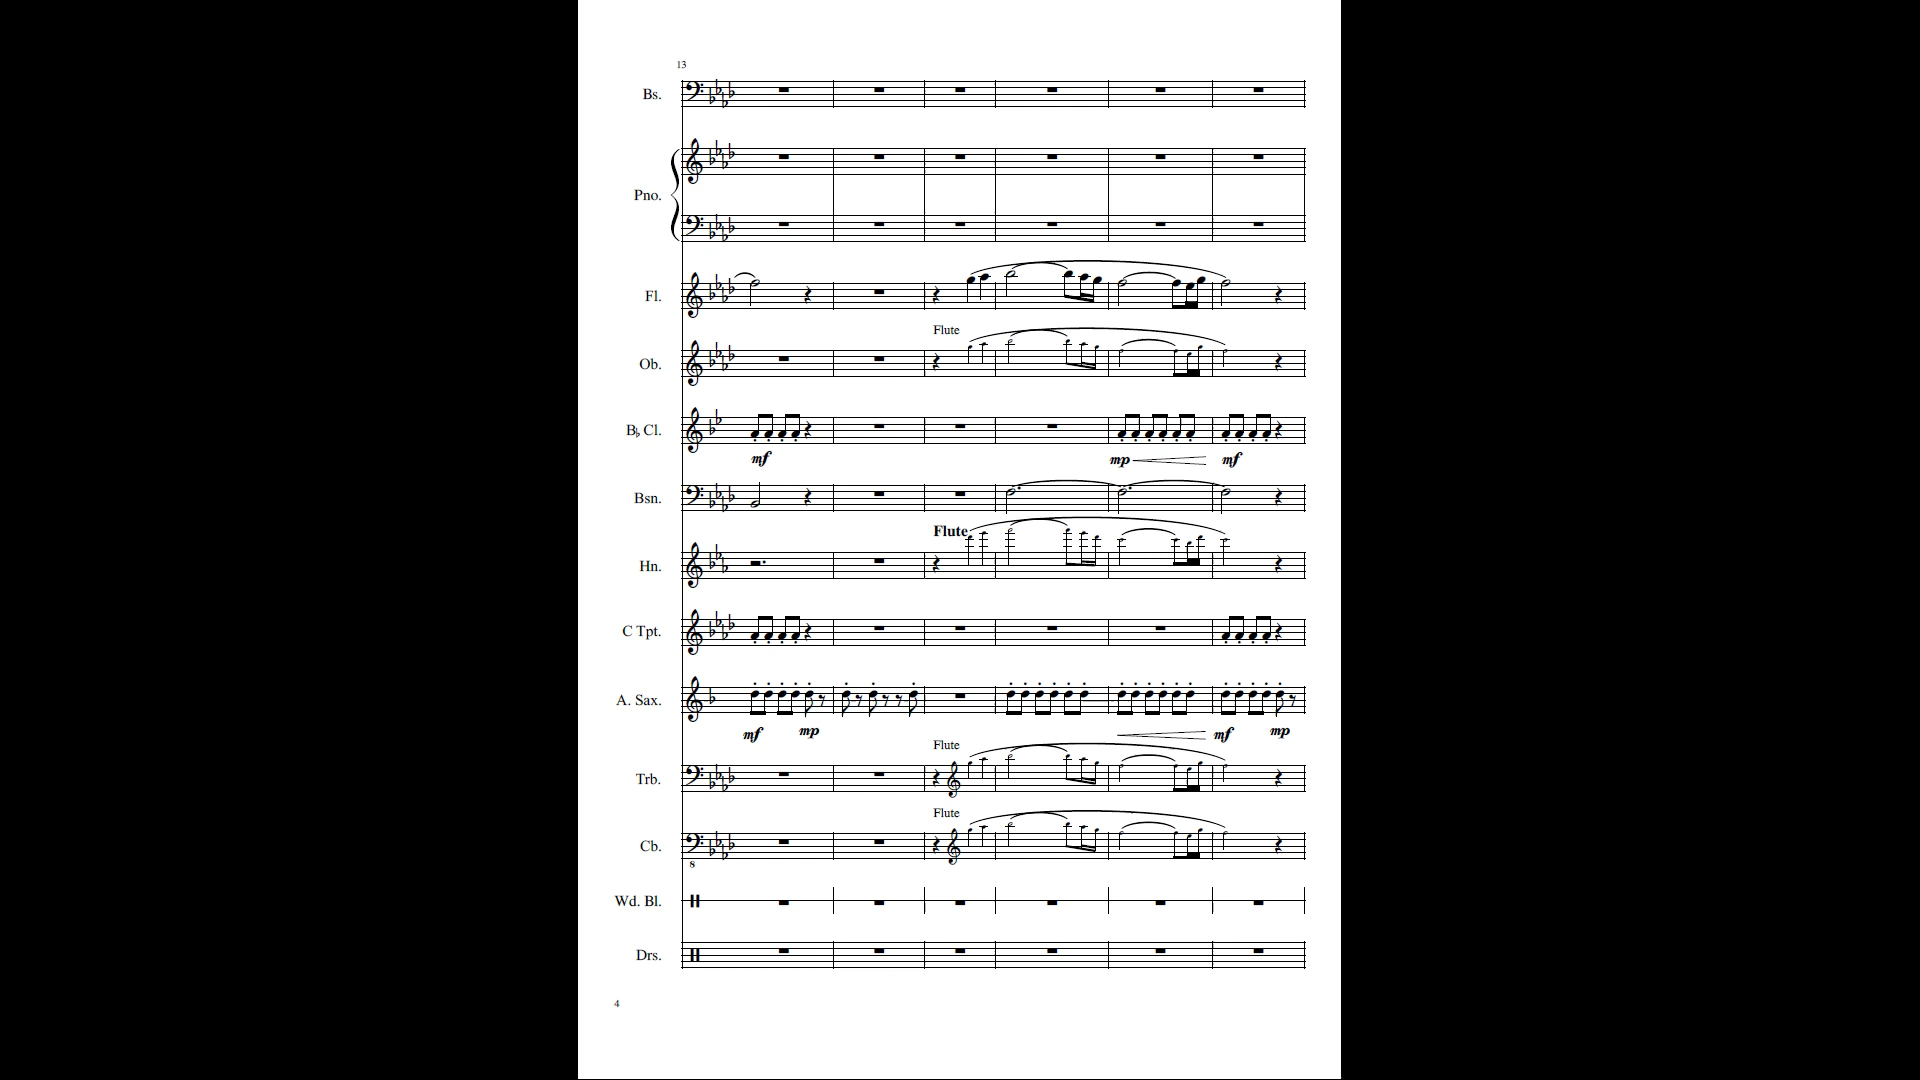 13
Bs.
Pno.
Fl.
Flute
Ob.
B♭ Cl.
mf
mp
mf
Bsn.
Flute
Hn.
C Tpt.
A. Sax.
mf
mp
mf
mp
Flute
Trb.
Flute
Cb.
8
Wd. Bl.
Drs.
4